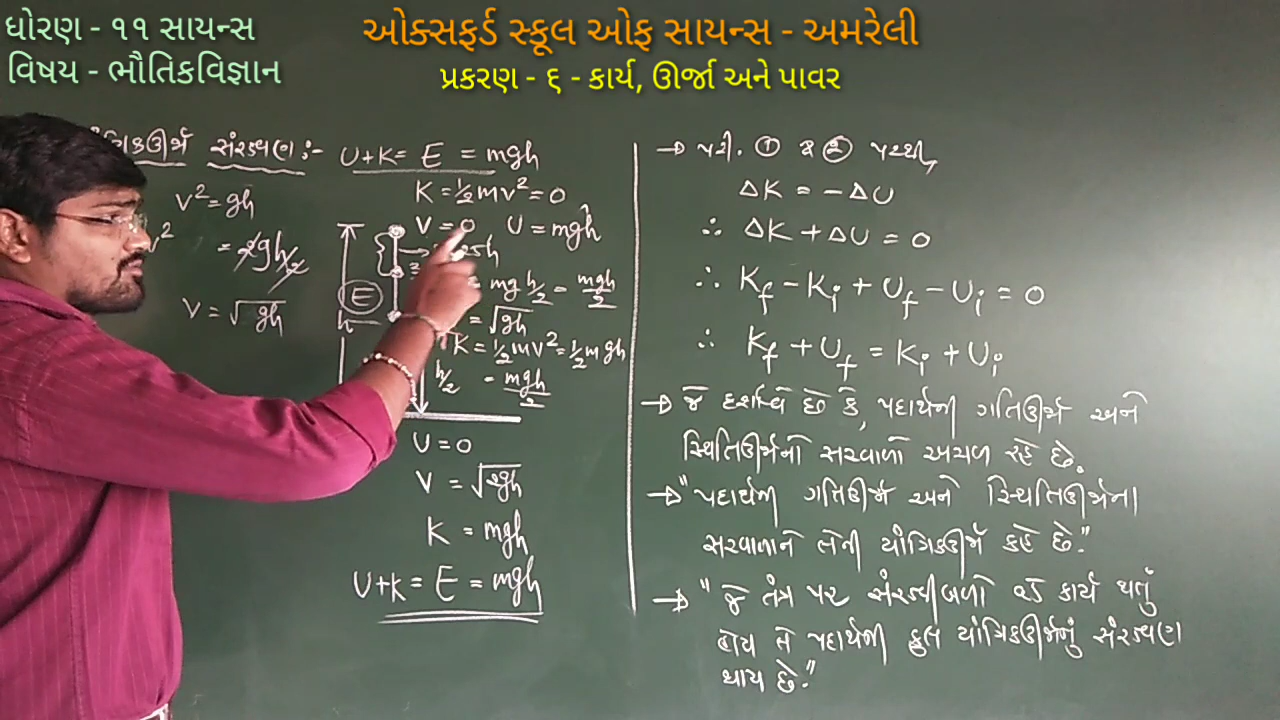 ધોરણ - ૧૧ સાયન્સ
ઓક્સફર્ડ સ્કૂલ ઓફ સાયન્સ - અમરેલી
વિષય - ભૌતિકવિજ્ઞાન
પ્રકરણ - ૬ - કાર્ય, ઊર્જા અને પાવર
સંરક્ષણ :-
U+K = E = mgh
v² = gh
K = ½mv² = 0
V = 0 U = mgh
= 2gh/2
E
h
mg h/2 = mgh/2
V = √gh
= √gh
K = ½mv² = ½mgh
h/2 = mgh/2
U = 0
V = √2gh
K = mgh
U+K = E = mgh
→ પરી. ① & ② પરથી,
ΔK = -ΔU
∴ ΔK + ΔU = 0
∴ Kf - Ki + Uf - Ui = 0
∴ Kf + Uf = Ki + Ui
→ જે દર્શાવે છે કે, પદાર્થની ગતિઊર્જા અને
સ્થિતિઊર્જાનો સરવાળો અચળ રહે છે.
→ "પદાર્થની ગતિઊર્જા અને સ્થિતિઊર્જાના
સરવાળાને તેની યાંત્રિકઊર્જા કહે છે."
→ "જે તંત્ર પર સંરક્ષીબળો વડે કાર્ય થતું
હોય તે પદાર્થની કુલ યાંત્રિકઊર્જાનું સંરક્ષણ
થાય છે."